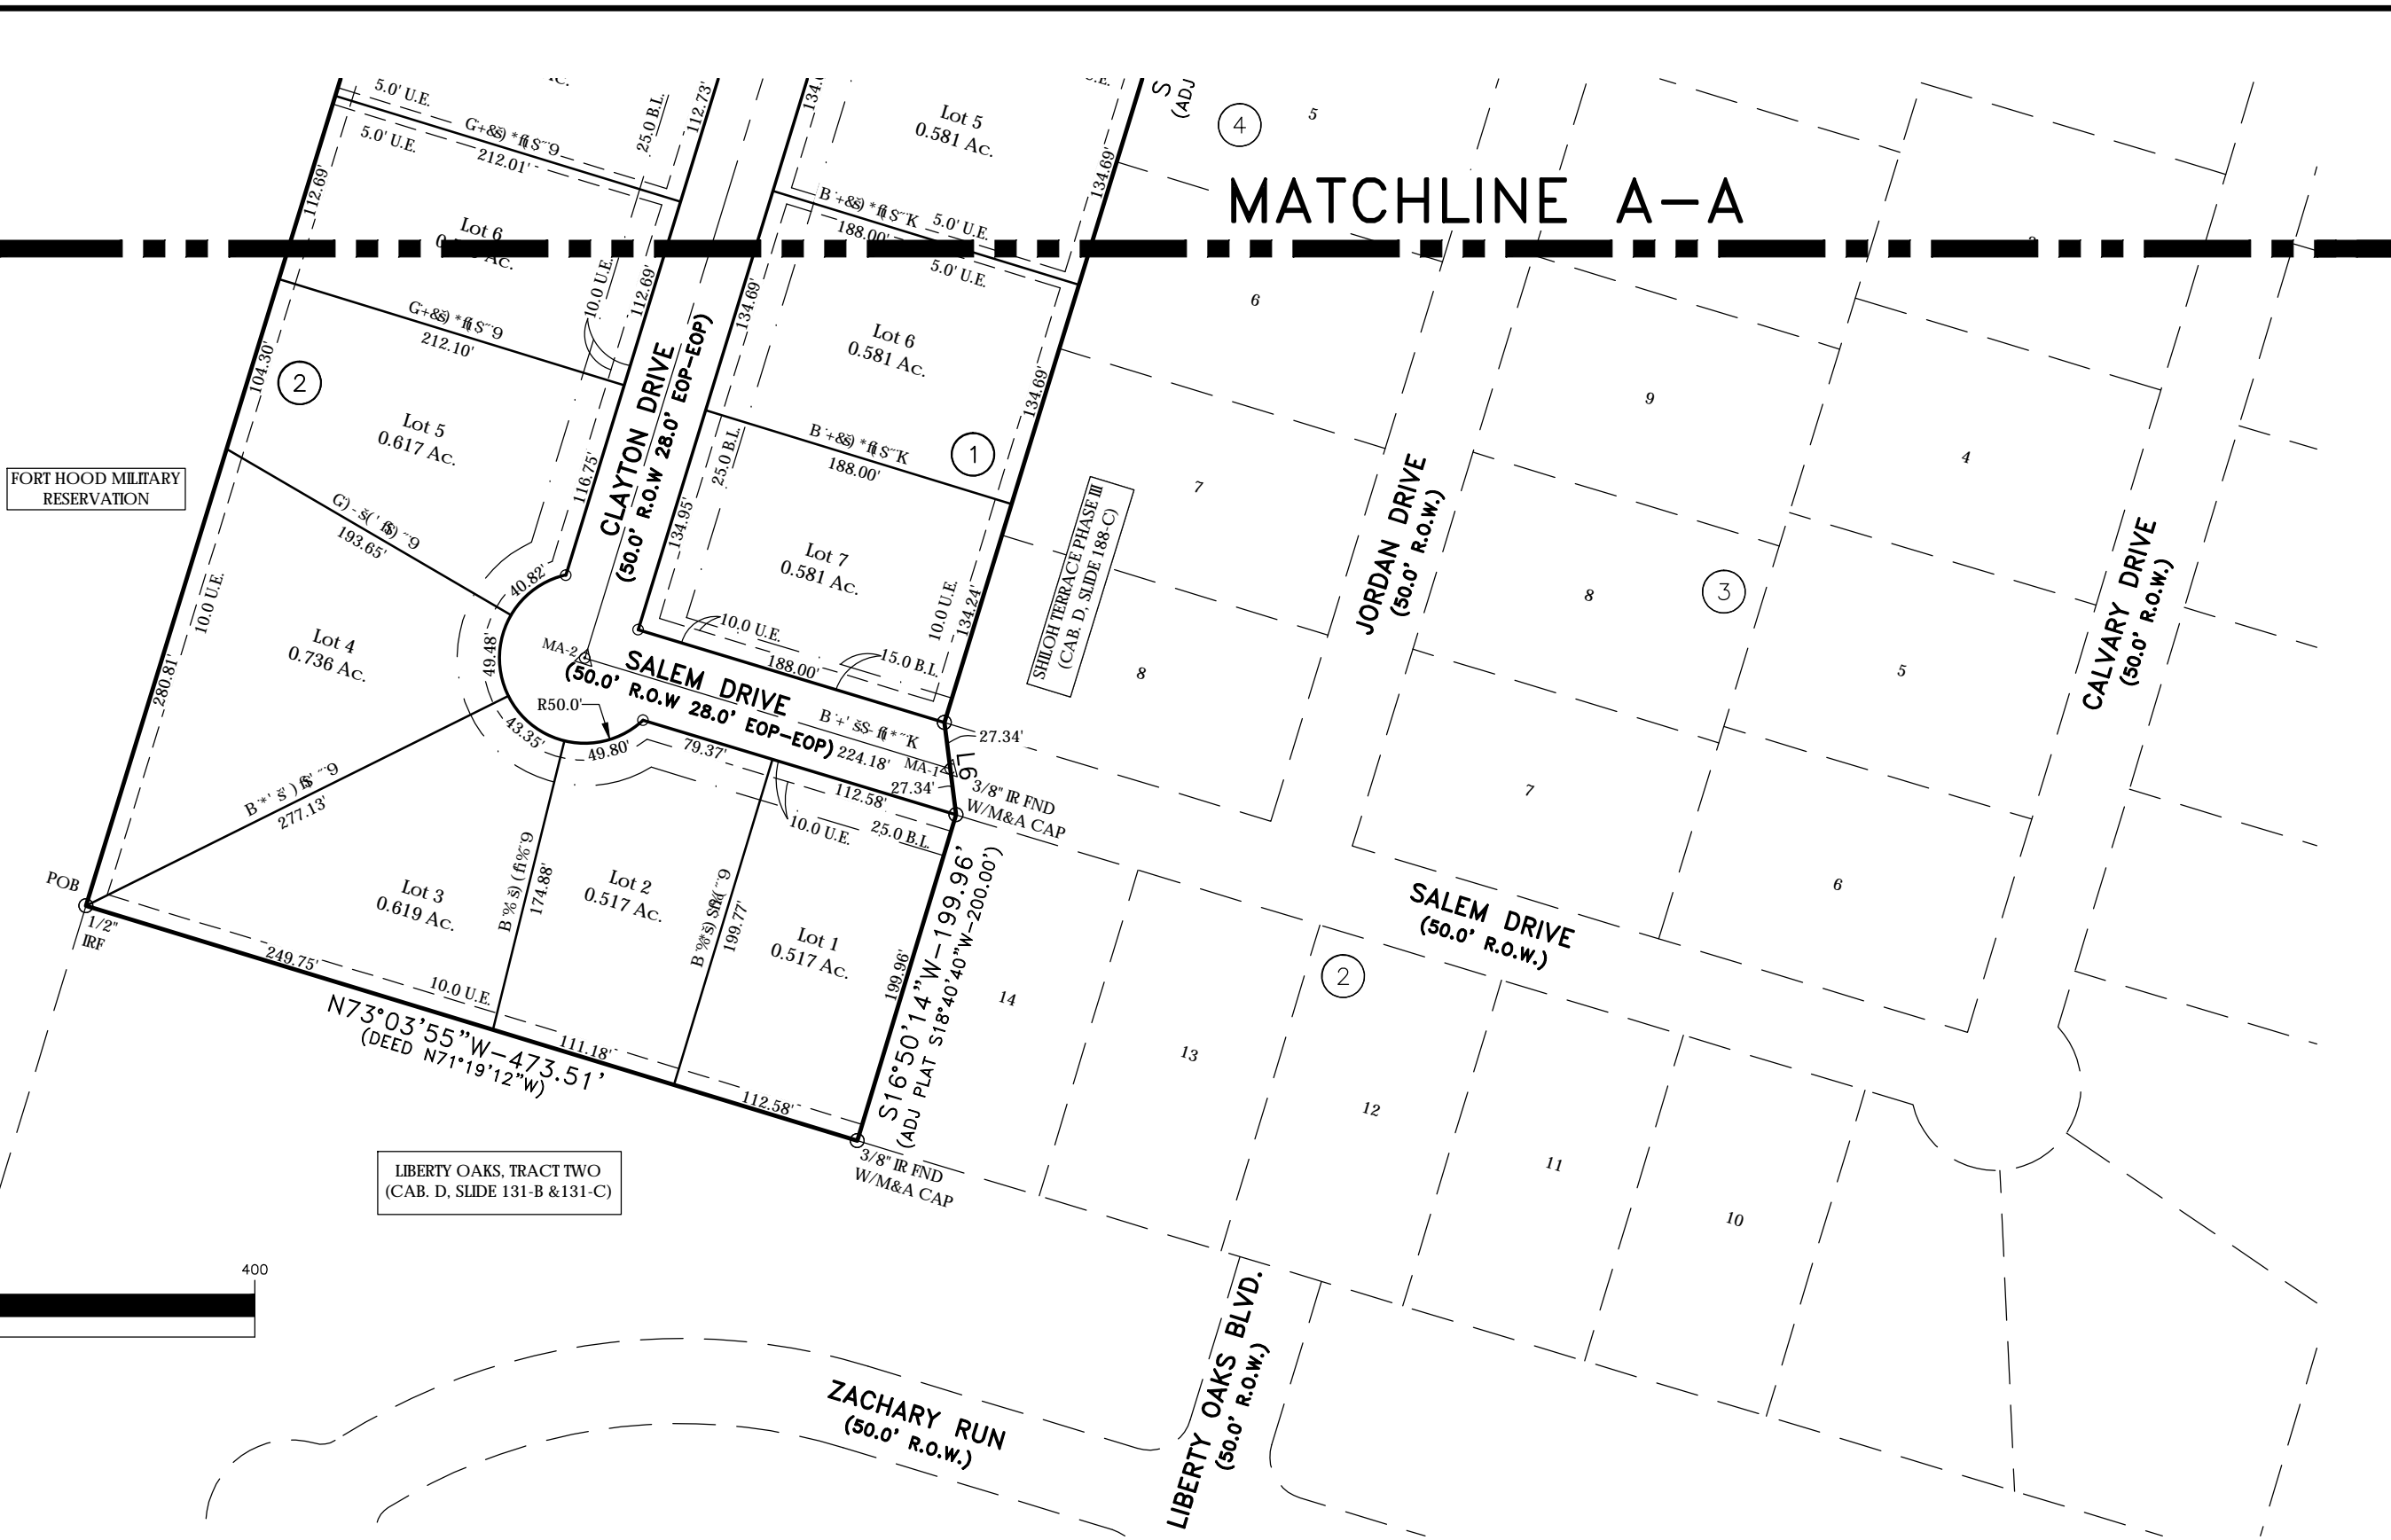 5.0' U.E.
5.0' U.E.
212.01'
25.0 B.L.
112.73'
112.69'
Lot 6
Ac.
10.0 U.E.
112.69'
212.10'
104.30'
2
Lot 5
0.617 Ac.
116.75'
FORT HOOD MILITARY
RESERVATION
193.65'
40.82'
10.0 U.E.
Lot 4
0.736 Ac.
49.48'
280.81'
R50.0'
43.35'
49.80'
277.13'
POB
1/2"
IRF
Lot 3
0.619 Ac.
174.88'
249.75'
10.0 U.E.
Lot 2
0.517 Ac.
199.77'
111.18'
Lot 1
0.517 Ac.
199.96'
112.58'
N73°03'55"W-473.51'
(DEED N71°19'12"W)
LIBERTY OAKS, TRACT TWO
(CAB. D, SLIDE 131-B &131-C)
400
134.69'
Lot 5
0.581 Ac.
5.0' U.E.
188.00'
5.0' U.E.
134.69'
Lot 6
0.581 Ac.
134.69'
CLAYTON DRIVE
(50.0' R.O.W 28.0' EOP-EOP)
25.0 B.L.
188.00'
1
134.95'
Lot 7
0.581 Ac.
10.0 U.E.
134.24'
10.0 U.E.
188.00'
15.0 B.L.
MA-2
SALEM DRIVE
(50.0' R.O.W 28.0' EOP-EOP)
224.18'
MA-1
79.37'
27.34'
27.34'
L6
112.58'
10.0 U.E.
25.0 B.L.
3/8" IR FND
W/M&A CAP
S16°50'14"W-199.96'
(ADJ PLAT S18°40'40"W-200.00')
3/8" IR FND
W/M&A CAP
S
(ADJ
4
5
MATCHLINE A-A
6
7
8
SHILOH TERRACE PHASE III
(CAB. D, SLIDE 188-C)
JORDAN DRIVE
(50.0' R.O.W.)
9
8
3
7
4
5
6
CALVARY DRIVE
(50.0' R.O.W.)
SALEM DRIVE
(50.0' R.O.W.)
2
14
13
12
11
10
ZACHARY RUN
(50.0' R.O.W.)
LIBERTY OAKS BLVD.
(50.0' R.O.W.)